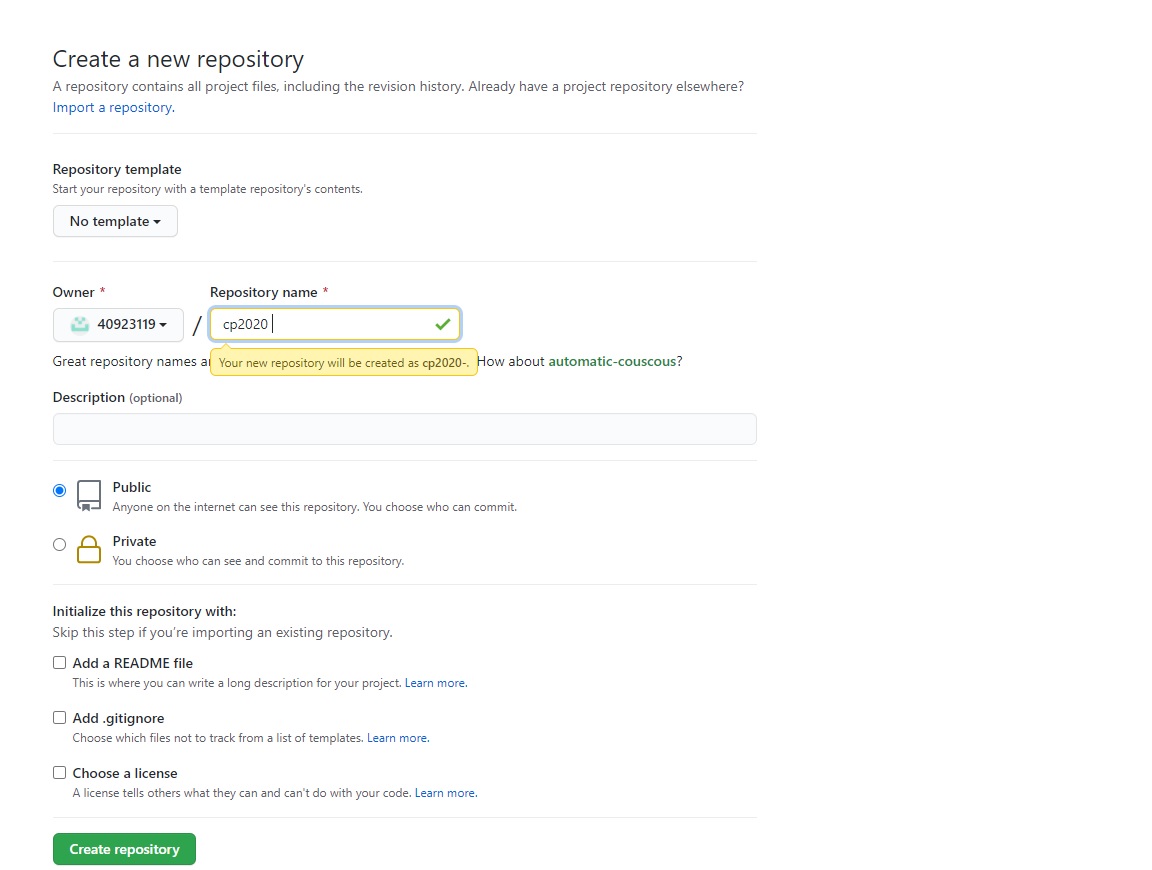 Create a new repository
A repository contains all project files, including the revision history. Already have a project repository elsewhere?
Import a repository.
Repository template
Start your repository with a template repository's contents.
No template
Owner *
Repository name *
40923119 / cp2020
Great repository names
Your new repository will be created as cp2020-.
How about automatic-couscous?
Description (optional)
Public
Anyone on the internet can see this repository. You choose who can commit.
Private
You choose who can see and commit to this repository.
Initialize this repository with:
Skip this step if you’re importing an existing repository.
Add a README file
This is where you can write a long description for your project. Learn more.
Add .gitignore
Choose which files not to track from a list of templates. Learn more.
Choose a license
A license tells others what they can and can't do with your code. Learn more.
Create repository